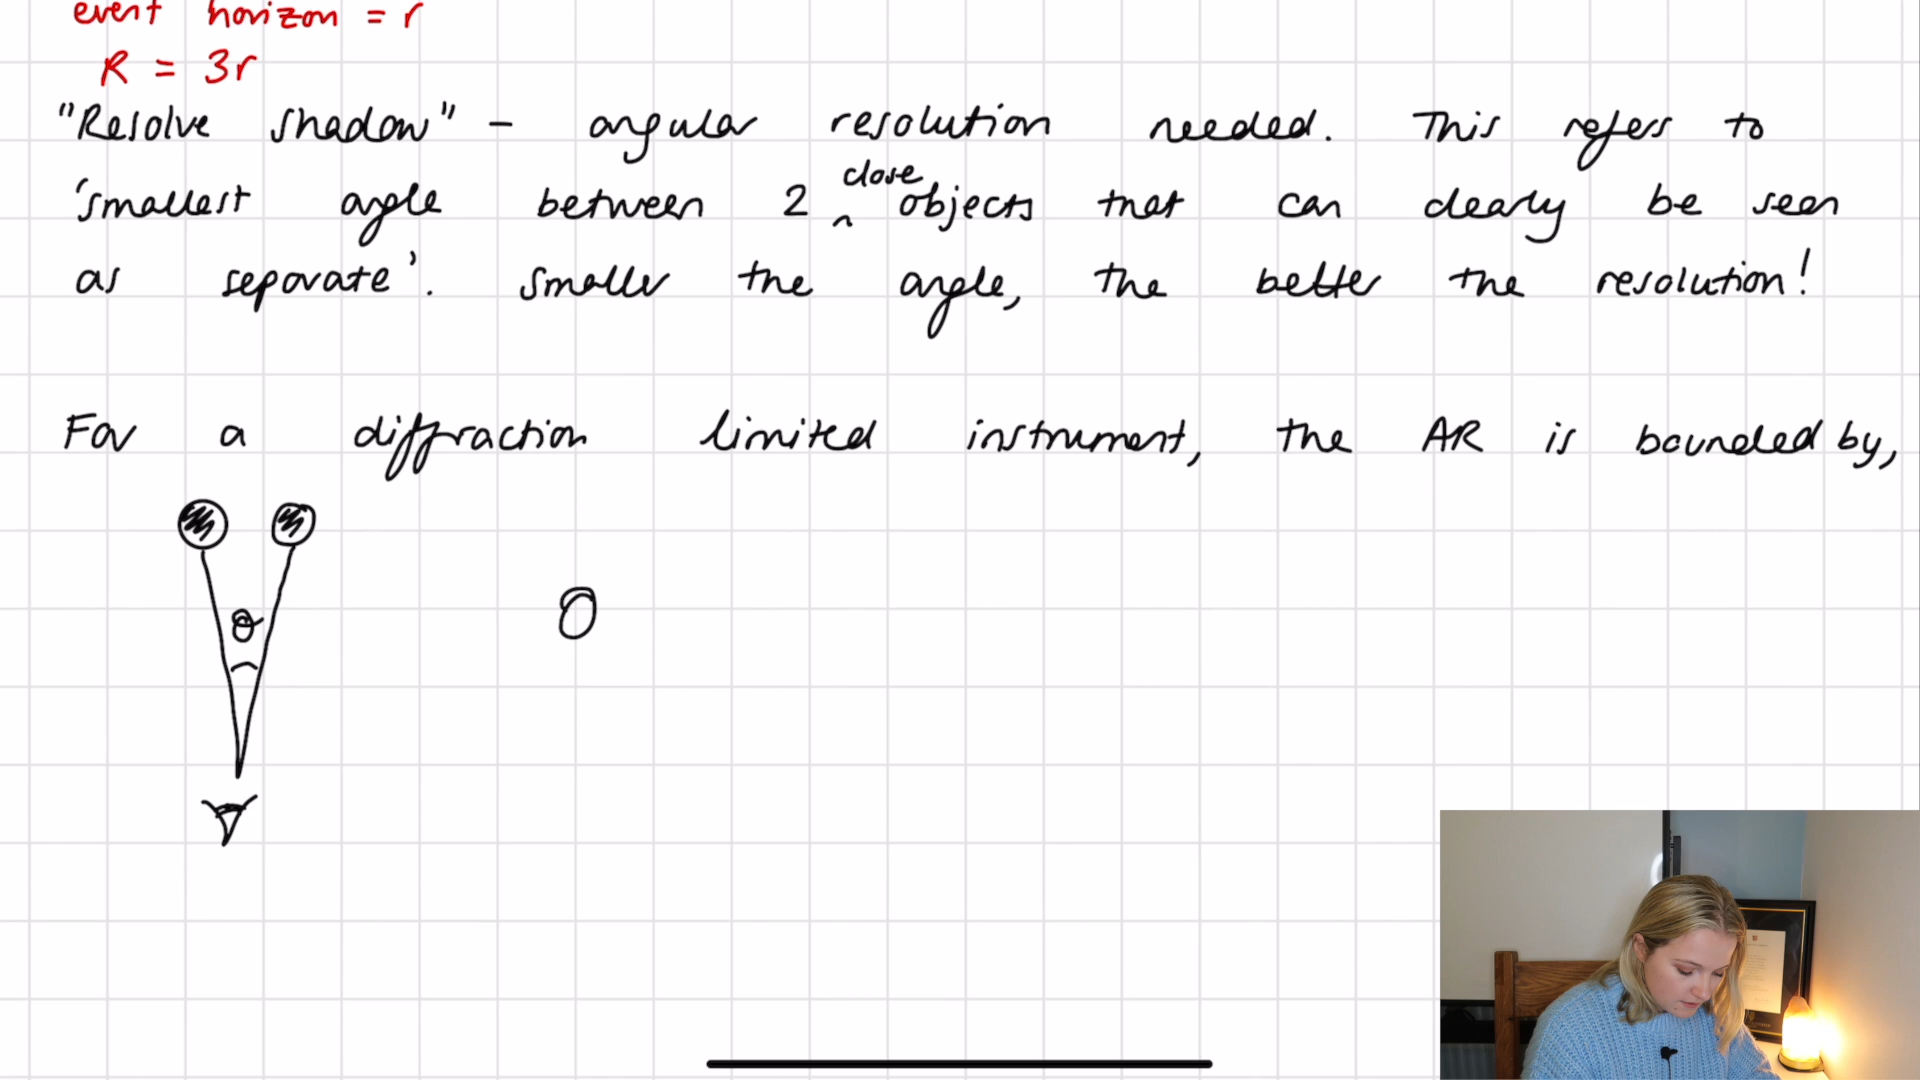 event horizon = r
R = 3r
"Resolve shadow" - angular resolution needed. This refers to
'smallest angle between 2 ^ close objects that can clearly be seen
as separate'. Smaller the angle, the better the resolution!
For a diffraction limited instrument, the AR is bounded by,
θ
0